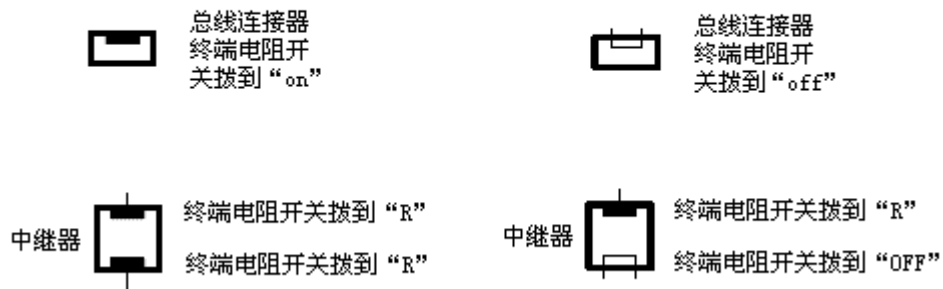 总线连接器
终端电阻开
关拨到“on”
总线连接器
终端电阻开
关拨到“off”
中继器
终端电阻开关拨到“R”
终端电阻开关拨到“R”
中继器
终端电阻开关拨到“R”
终端电阻开关拨到“OFF”